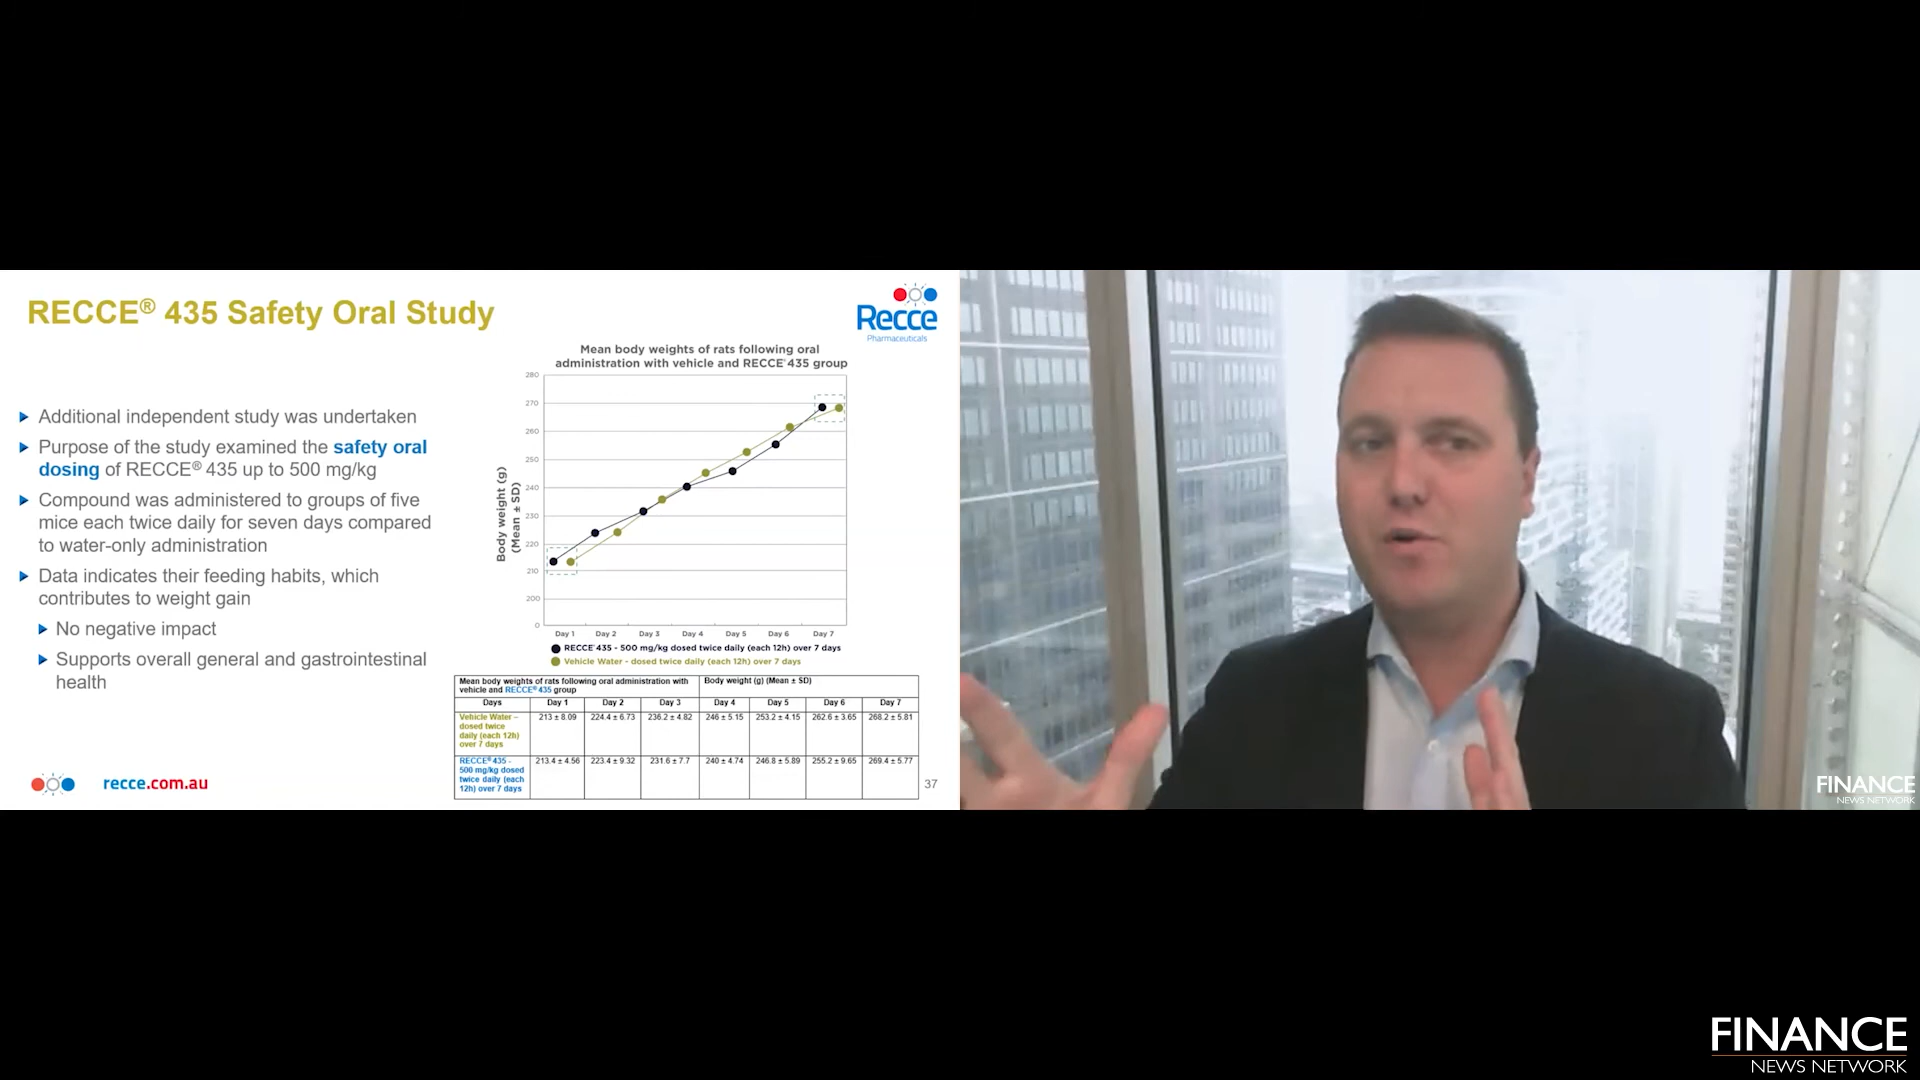 RECCE® 435 Safety Oral Study
Recce
Pharmaceuticals
Additional independent study was undertaken
Purpose of the study examined the safety oral
dosing of RECCE® 435 up to 500 mg/kg
Compound was administered to groups of five
mice each twice daily for seven days compared
to water-only administration
Data indicates their feeding habits, which
contributes to weight gain
No negative impact
Supports overall general and gastrointestinal
health
Mean body weights of rats following oral
administration with vehicle and RECCE® 435 group
Body weight (g)
(Mean ± SD)
280
270
260
250
240
230
220
210
200
0
Day 1 Day 2 Day 3 Day 4 Day 5 Day 6 Day 7
RECCE® 435 - 500 mg/kg dosed twice daily (each 12h) over 7 days
Vehicle Water - dosed twice daily (each 12h) over 7 days
Mean body weights of rats following oral administration with
vehicle and RECCE® 435 group
Body weight (g) (Mean ± SD)
Days Day 1 Day 2 Day 3 Day 4 Day 5 Day 6 Day 7
Vehicle Water –
dosed twice
daily (each 12h)
over 7 days
213 ± 8.09 224.4 ± 6.73 236.2 ± 4.82 246 ± 5.15 253.2 ± 4.15 262.6 ± 3.65 268.2 ± 5.81
RECCE® 435 -
500 mg/kg dosed
twice daily (each
12h) over 7 days
213.4 ± 4.56 223.4 ± 9.32 231.6 ± 7.7 240 ± 4.74 246.8 ± 5.89 255.2 ± 9.65 269.4 ± 5.77
recce.com.au
37
FINANCE
NEWS NETWORK
FINANCE
NEWS NETWORK